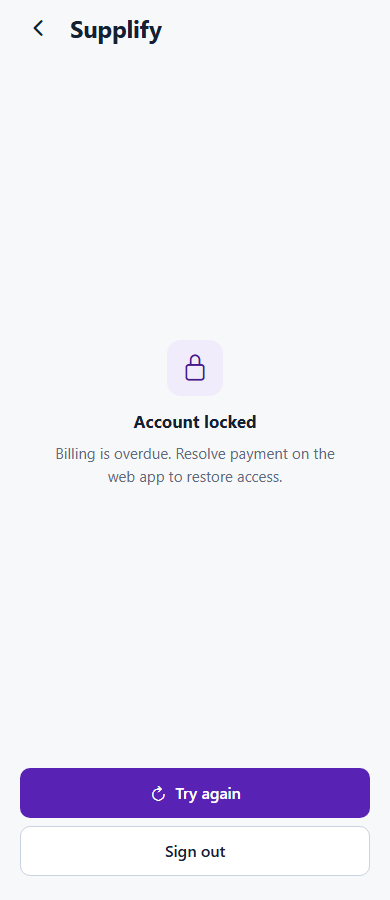 Supplify
Account locked
Billing is overdue. Resolve payment on the
web app to restore access.
Try again
Sign out